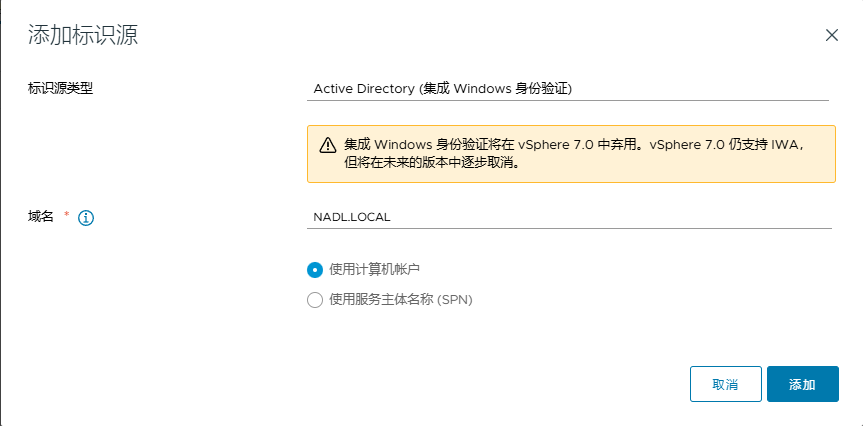 添加标识源
标识源类型
Active Directory (集成 Windows 身份验证)
集成 Windows 身份验证将在 vSphere 7.0 中弃用。vSphere 7.0 仍支持 IWA，
但将在未来的版本中逐步取消。
域名 *
NADL.LOCAL
使用计算机帐户
使用服务主体名称 (SPN)
取消
添加